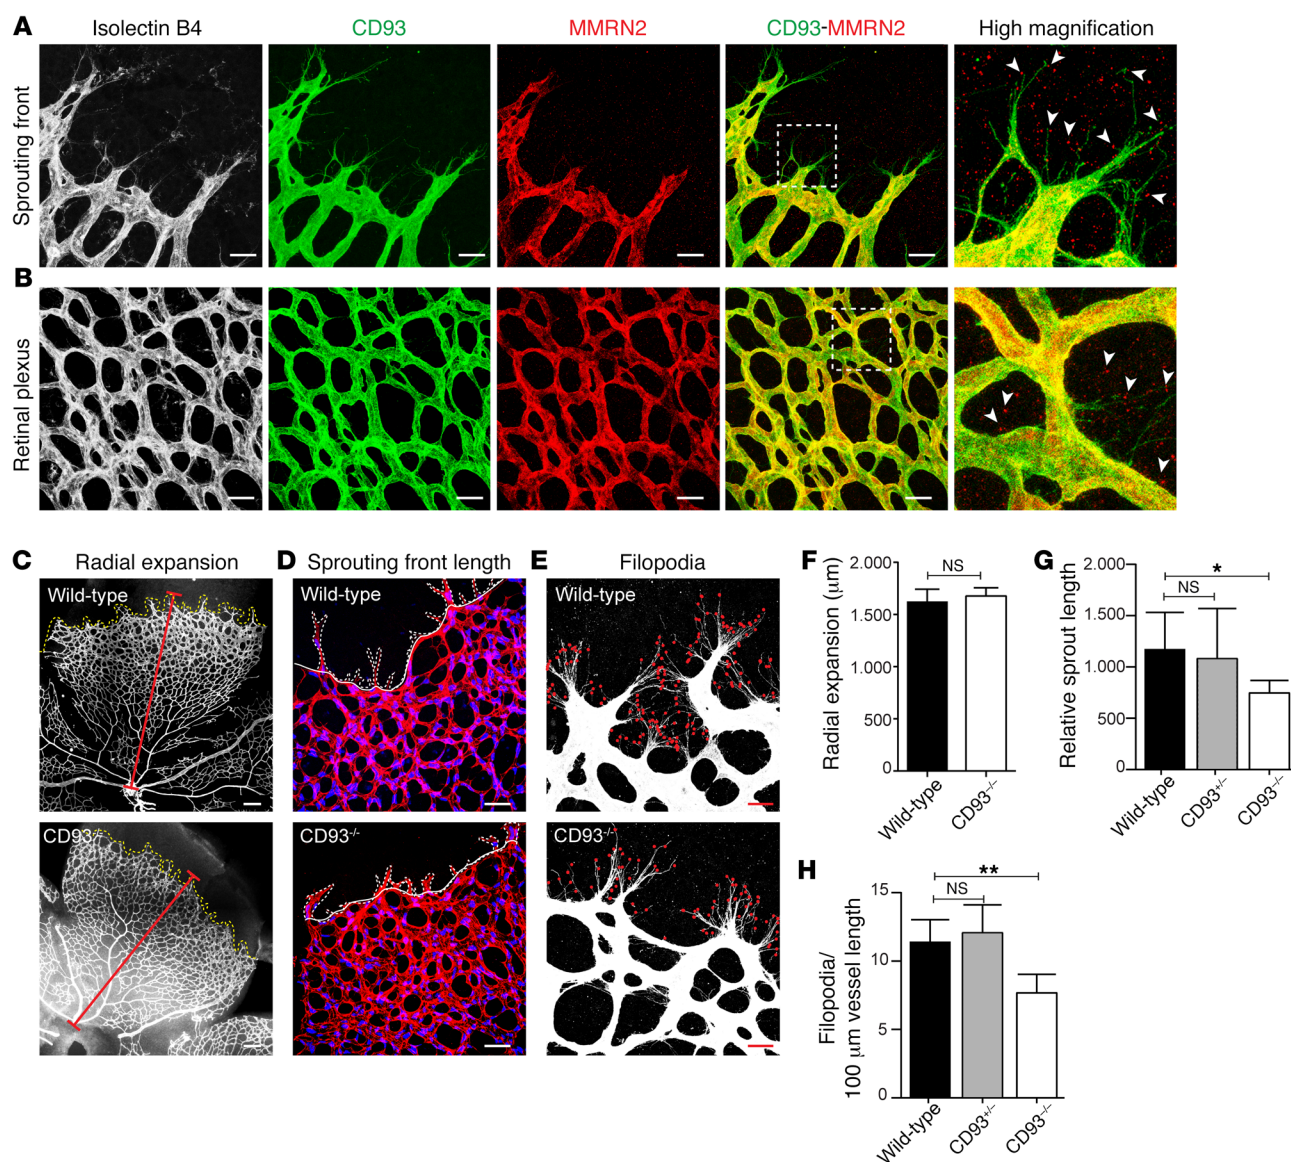 A Isolectin B4 CD93 MMRN2 CD93-MMRN2 High magnification
Sprouting front
B
Retinal plexus
C Radial expansion D Sprouting front length E Filopodia
Wild-type Wild-type Wild-type
CD93-/- CD93-/- CD93-/-
F
Radial expansion (µm)
2.000
1.500
1.000
500
0
NS
Wild-type CD93-/-
G
Relative sprout length
2.000
1.500
1.000
500
0
*
NS
Wild-type CD93+/- CD93-/-
H
Filopodia/
100 µm vessel length
15
10
5
0
**
NS
Wild-type CD93+/- CD93-/-